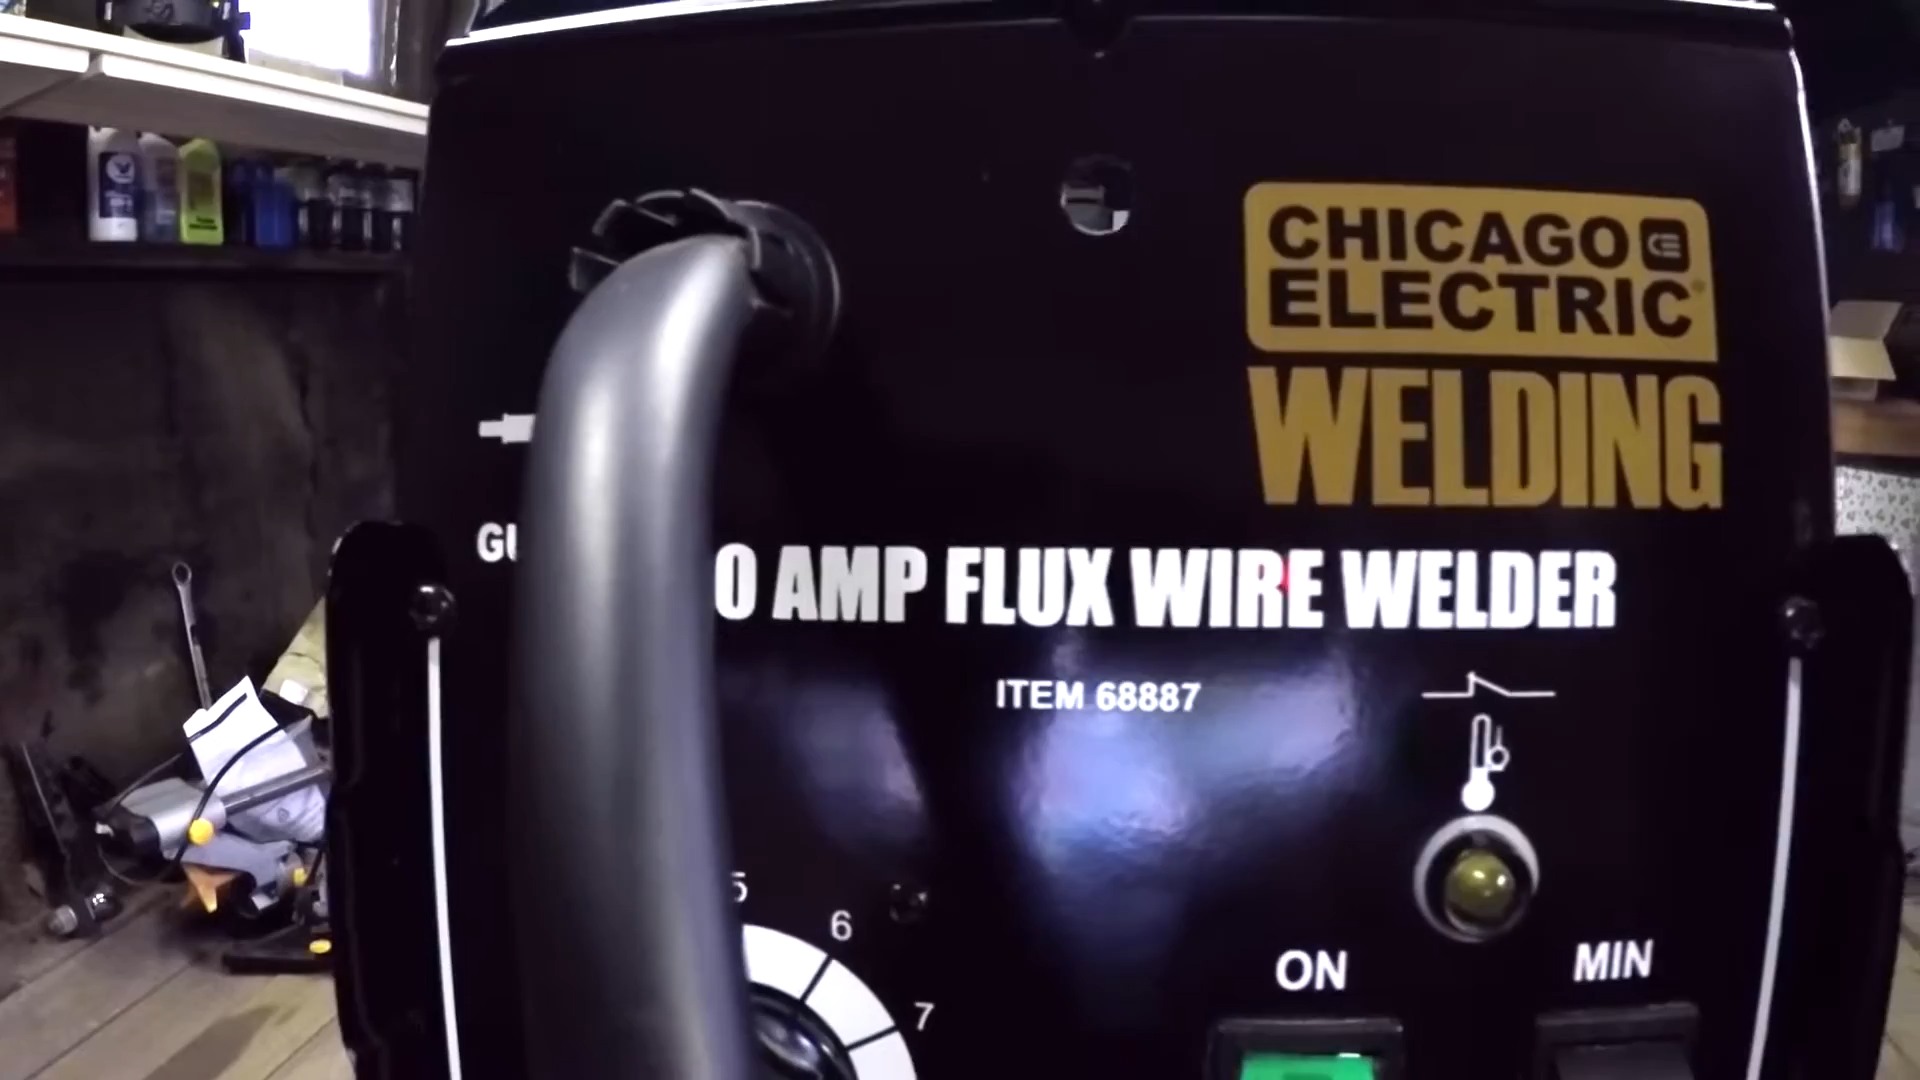 CHICAGO
ELECTRIC
WELDING
GU
0 AMP FLUX WIRE WELDER
ITEM 68887
5
6
7
ON
MIN